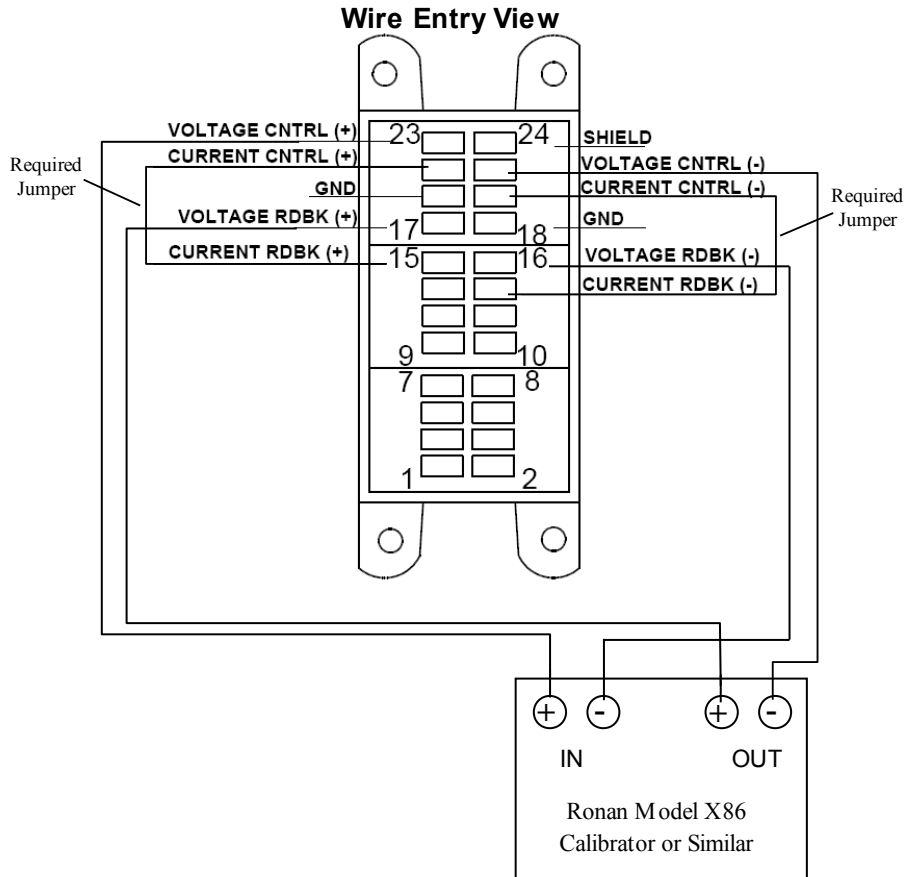 Wire Entry View
VOLTAGE CNTRL (+)
23
24
SHIELD
CURRENT CNTRL (+)
VOLTAGE CNTRL (-)
Required
Jumper
GND
CURRENT CNTRL (-)
Required
Jumper
VOLTAGE RDBK (+)
17
18
GND
CURRENT RDBK (+)
15
16
VOLTAGE RDBK (-)
CURRENT RDBK (-)
9
10
7
8
1
2
+
-
+
-
IN
OUT
Ronan Model X86
Calibrator or Similar